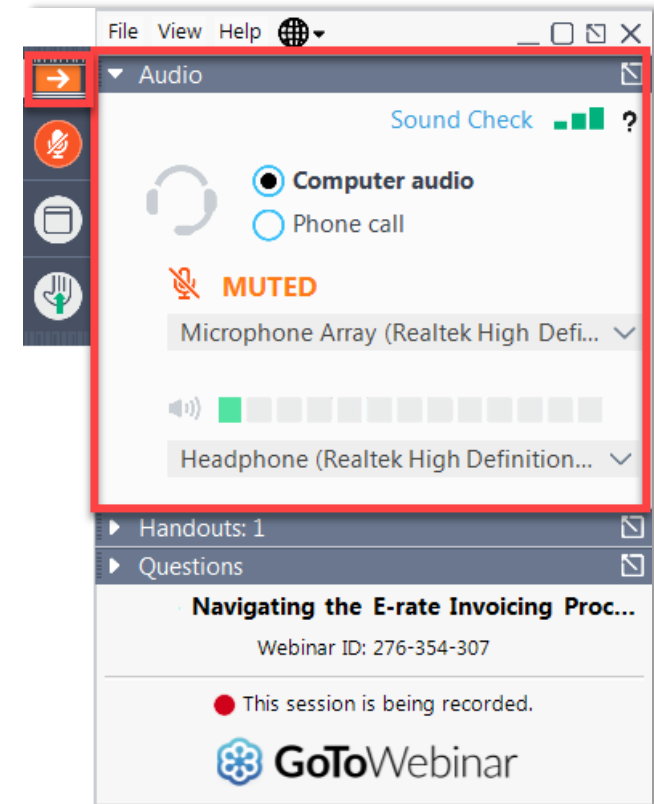 File View Help
Audio
Sound Check ?
Computer audio
Phone call
MUTED
Microphone Array (Realtek High Defi...
Headphone (Realtek High Definition...
Handouts: 1
Questions
Navigating the E-rate Invoicing Proc...
Webinar ID: 276-354-307
This session is being recorded.
GoToWebinar